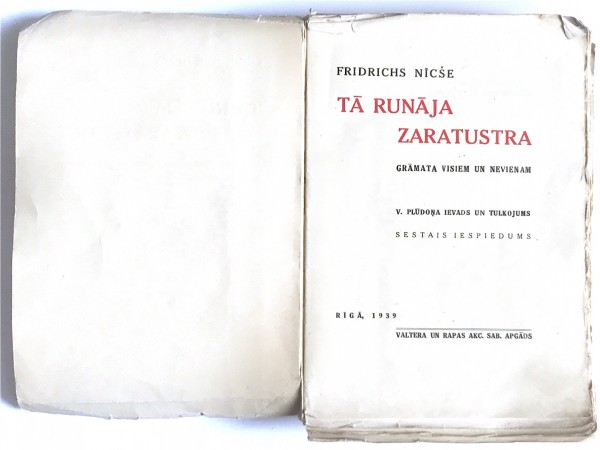 FRIDRICHS NĪCŠE
TĀ RUNĀJA
ZARATUSTRA
GRĀMATA VISIEM UN NEVIENAM
V. PLŪDOŅA IEVADS UN TULKOJUMS
SESTAIS IESPIEDUMS
RĪGĀ, 1939
VALTERA UN RAPAS AKC. SAB. APGĀDS